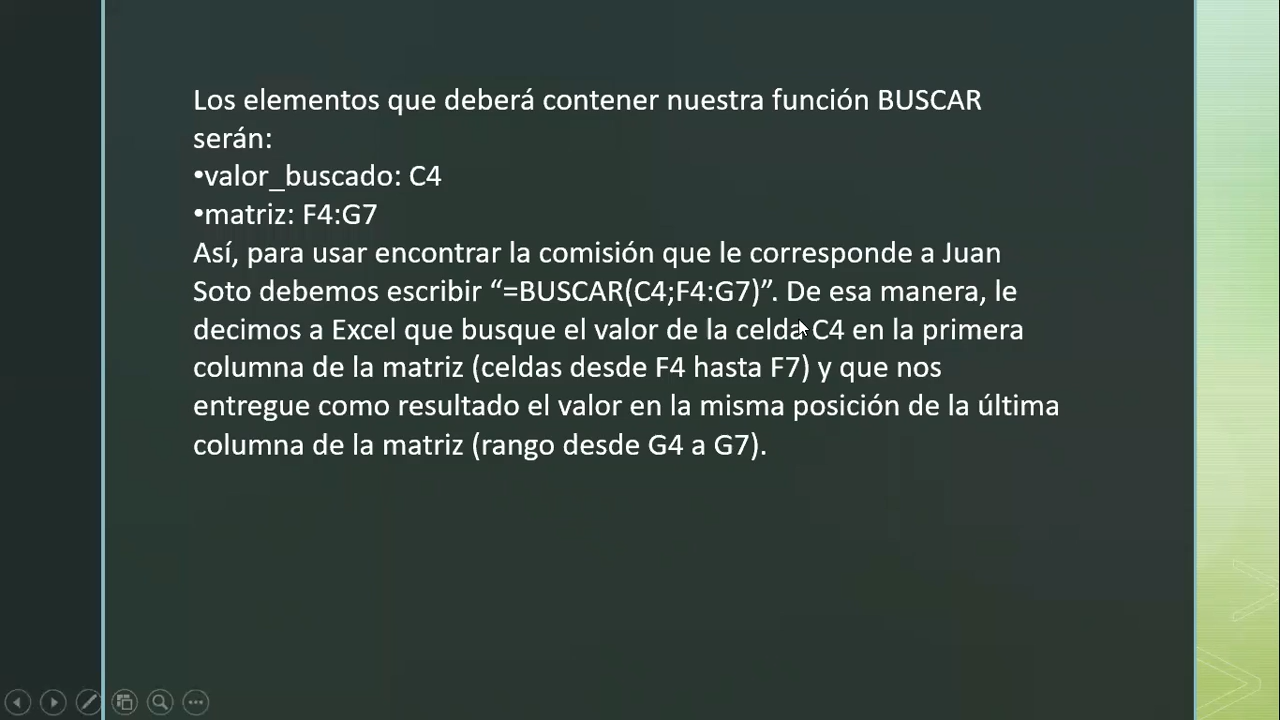 Los elementos que deberá contener nuestra función BUSCAR
serán:
•valor_buscado: C4
•matriz: F4:G7
Así, para usar encontrar la comisión que le corresponde a Juan
Soto debemos escribir “=BUSCAR(C4;F4:G7)”. De esa manera, le
decimos a Excel que busque el valor de la celda C4 en la primera
columna de la matriz (celdas desde F4 hasta F7) y que nos
entregue como resultado el valor en la misma posición de la última
columna de la matriz (rango desde G4 a G7).